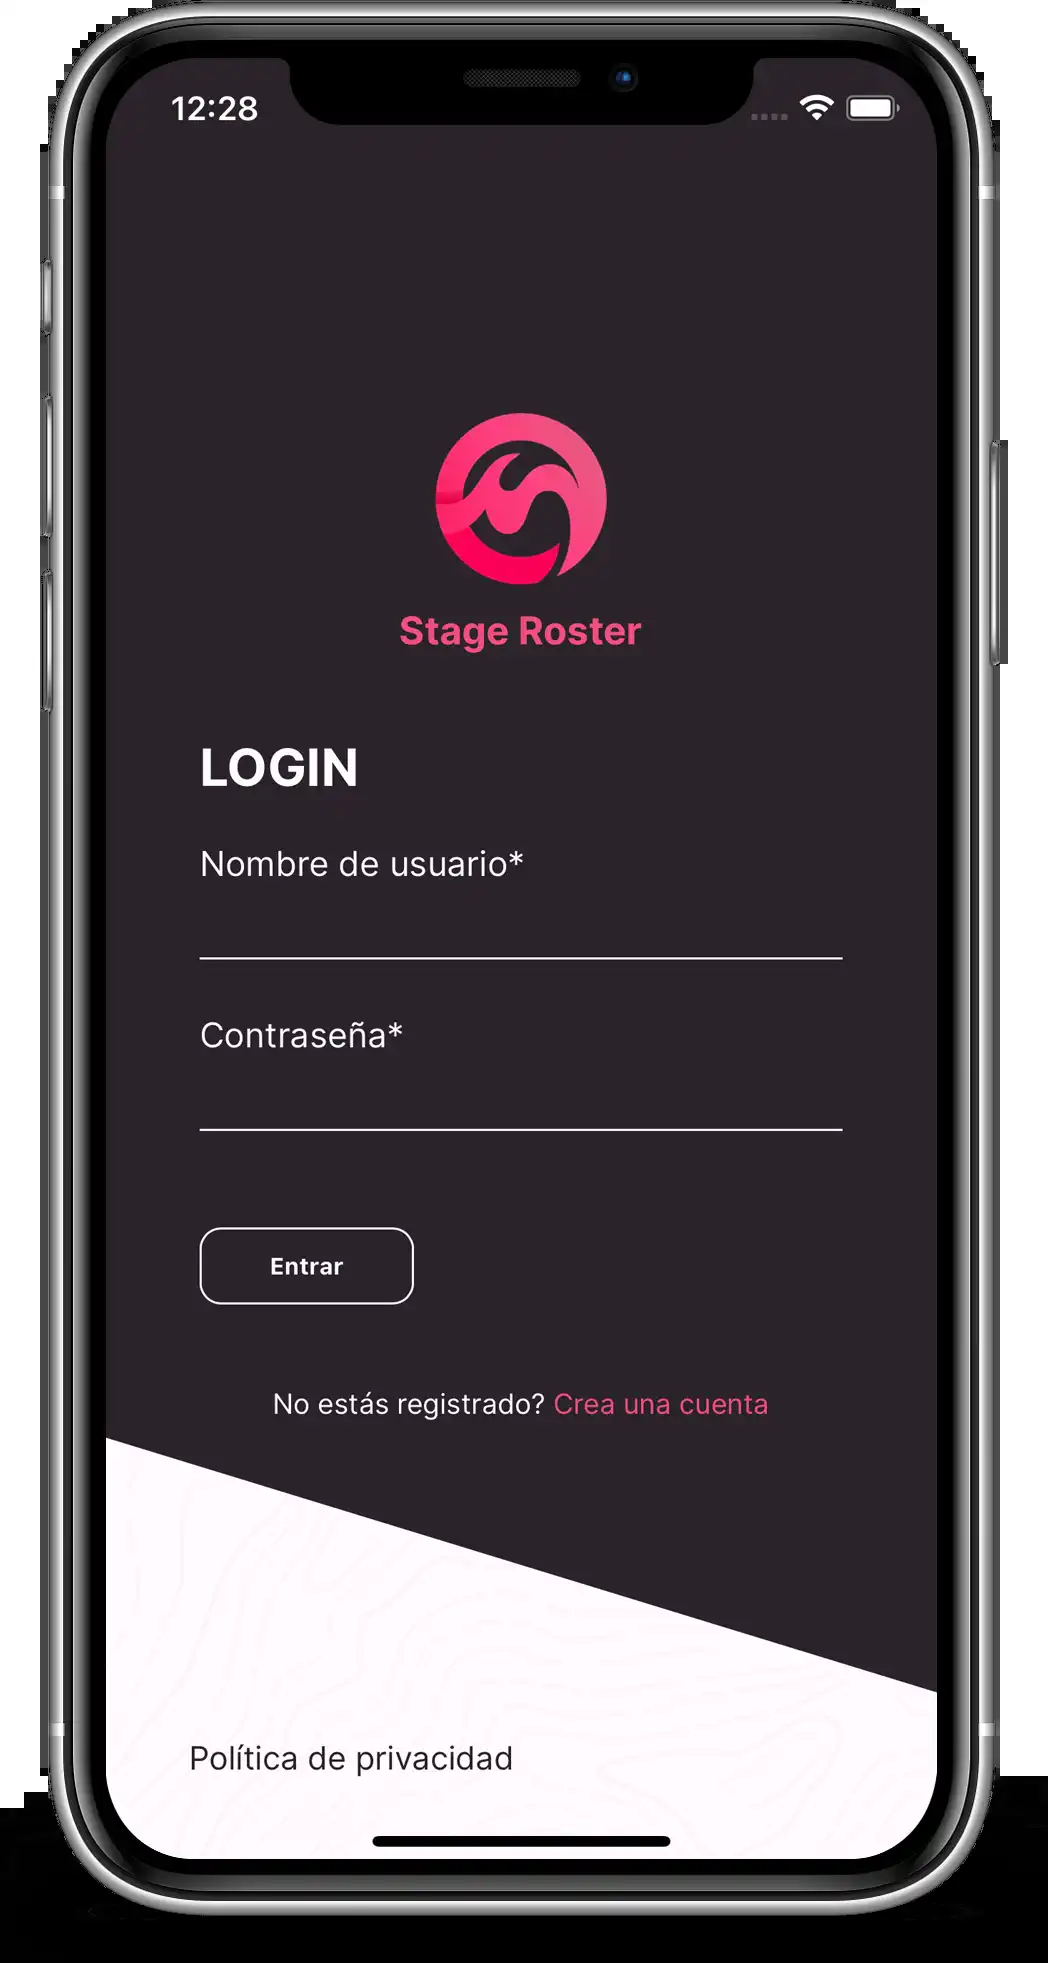 12:28
Stage Roster
LOGIN
Nombre de usuario*
Contraseña*
Entrar
No estás registrado? Crea una cuenta
Política de privacidad